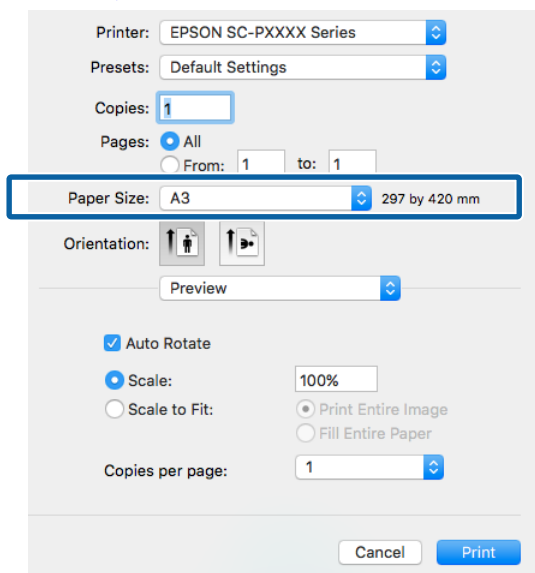 Printer: EPSON SC-PXXXX Series
Presets: Default Settings
Copies: 1
Pages: All
From: 1 to: 1
Paper Size: A3 297 by 420 mm
Orientation:
Preview
Auto Rotate
Scale: 100%
Scale to Fit: Print Entire Image
Fill Entire Paper
Copies per page: 1
Cancel Print